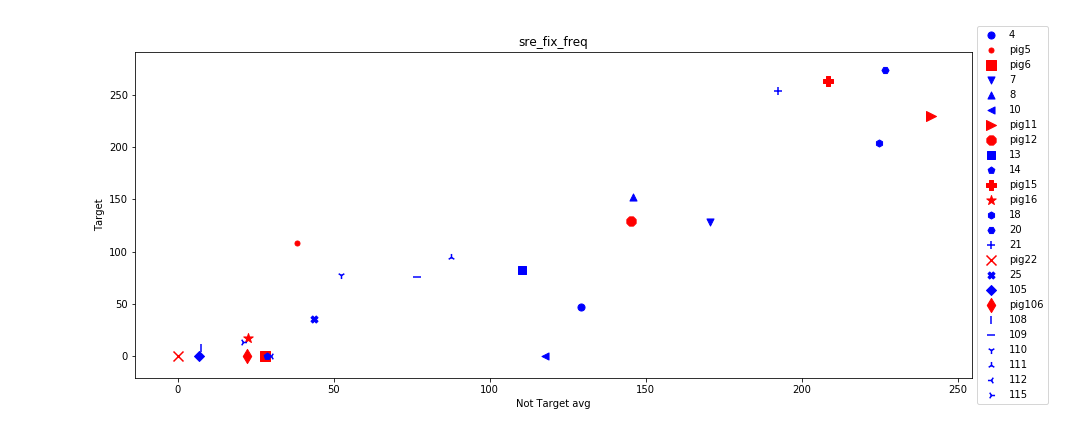 sre_fix_freq
Target
250
200
150
100
50
0
0 50 100 150 200 250
Not Target avg
4
pig5
pig6
7
8
10
pig11
pig12
13
14
pig15
pig16
18
20
21
pig22
25
105
pig106
108
109
110
111
112
115